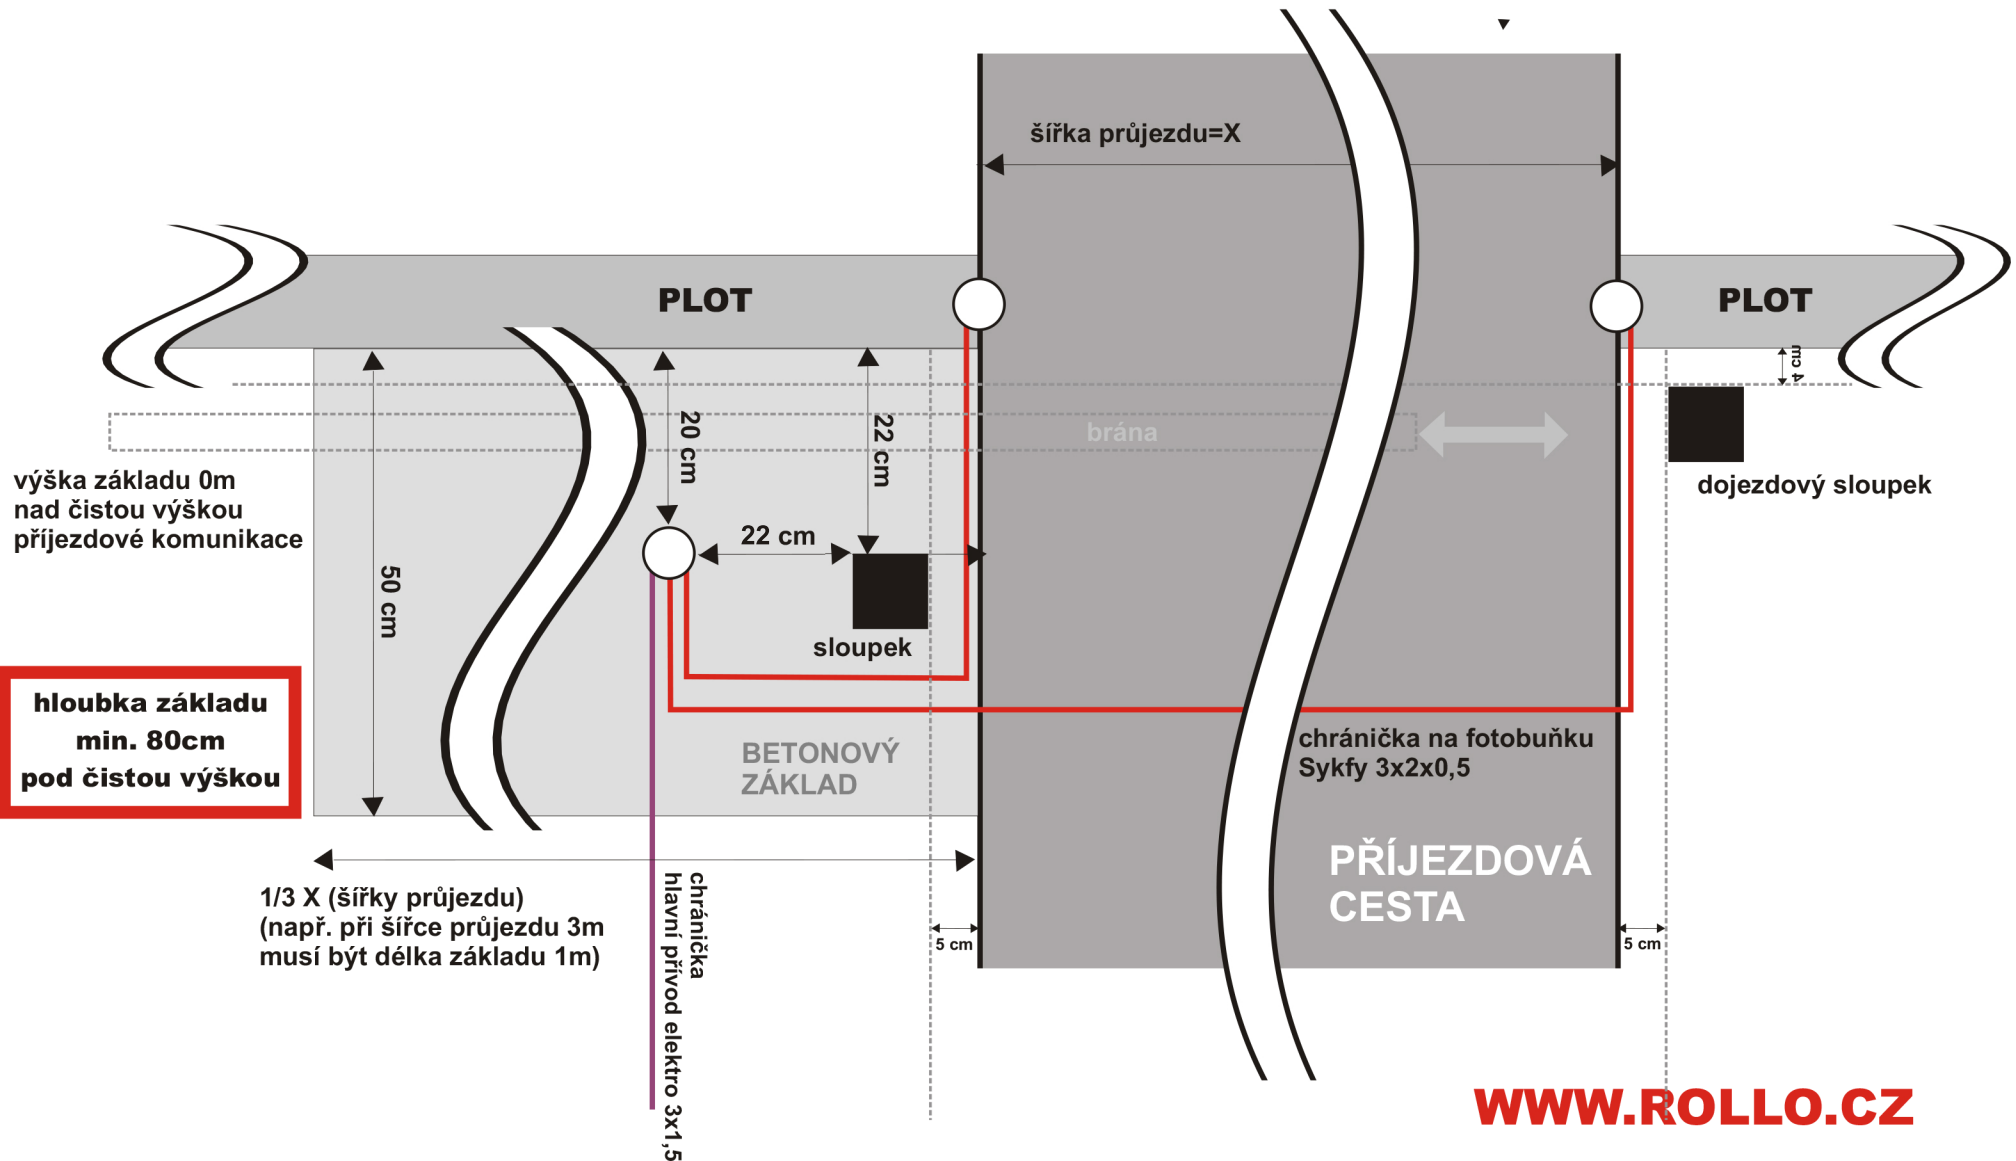 šířka průjezdu=X
PLOT
PLOT
4 cm
20 cm
22 cm
brána
výška základu 0m
nad čistou výškou
příjezdové komunikace
dojezdový sloupek
22 cm
50 cm
sloupek
hloubka základu
min. 80cm
pod čistou výškou
BETONOVÝ
ZÁKLAD
chránička na fotobuňku
Sykfy 3x2x0,5
PŘÍJEZDOVÁ
CESTA
1/3 X (šířky průjezdu)
(např. při šířce průjezdu 3m
musí být délka základu 1m)
chránička
hlavní přívod elektro 3x1,5
5 cm
5 cm
WWW.ROLLO.CZ